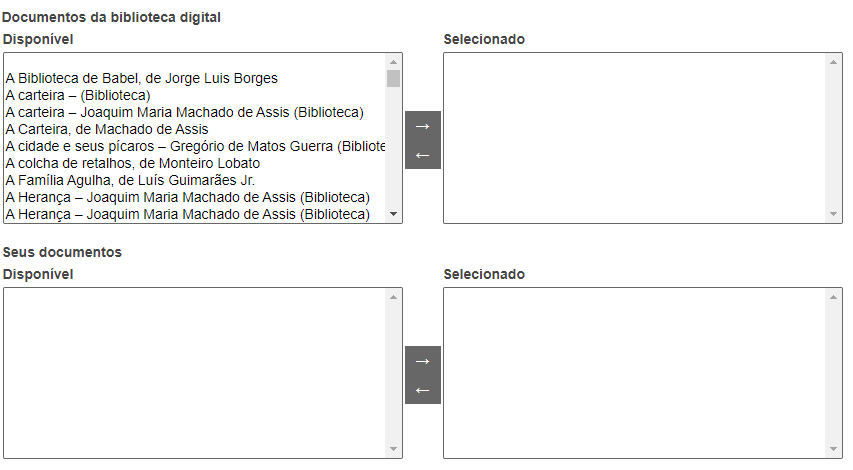 Documentos da biblioteca digital
Disponível
Selecionado
A Biblioteca de Babel, de Jorge Luis Borges
A carteira – (Biblioteca)
A carteira – Joaquim Maria Machado de Assis (Biblioteca)
A Carteira, de Machado de Assis
A cidade e seus pícaros – Gregório de Matos Guerra (Bibliote
A colcha de retalhos, de Monteiro Lobato
A Família Agulha, de Luís Guimarães Jr.
A Herança – Joaquim Maria Machado de Assis (Biblioteca)
A Herança – Joaquim Maria Machado de Assis (Biblioteca)
→
←
Seus documentos
Disponível
Selecionado
→
←